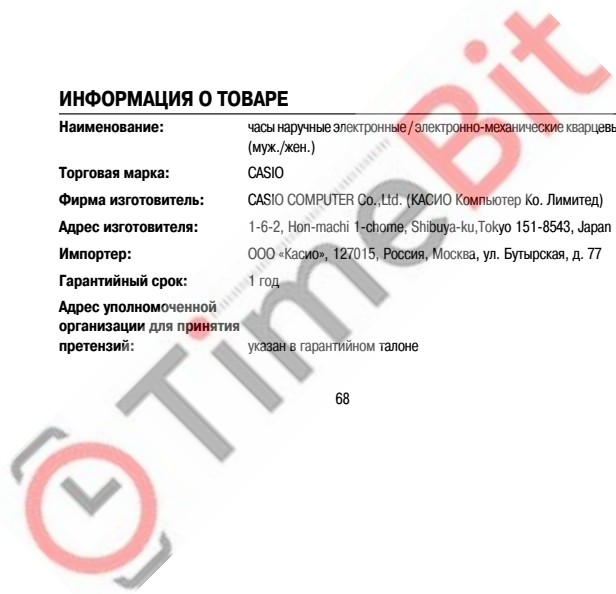 ИНФОРМАЦИЯ О ТОВАРЕ
Наименование: часы наручные электронные / электронно-механические кварцевы
(муж./жен.)
Торговая марка: CASIO
Фирма изготовитель: CASIO COMPUTER Co.,Ltd. (КАСИО Компьютер Ко. Лимитед)
Адрес изготовителя: 1-6-2, Hon-machi 1-chome, Shibuya-ku,Tokyo 151-8543, Japan
Импортер: ООО «Касио», 127015, Россия, Москва, ул. Бутырская, д. 77
Гарантийный срок: 1 год
Адрес уполномоченной
организации для принятия
претензий: указан в гарантийном талоне
68
TimeBit